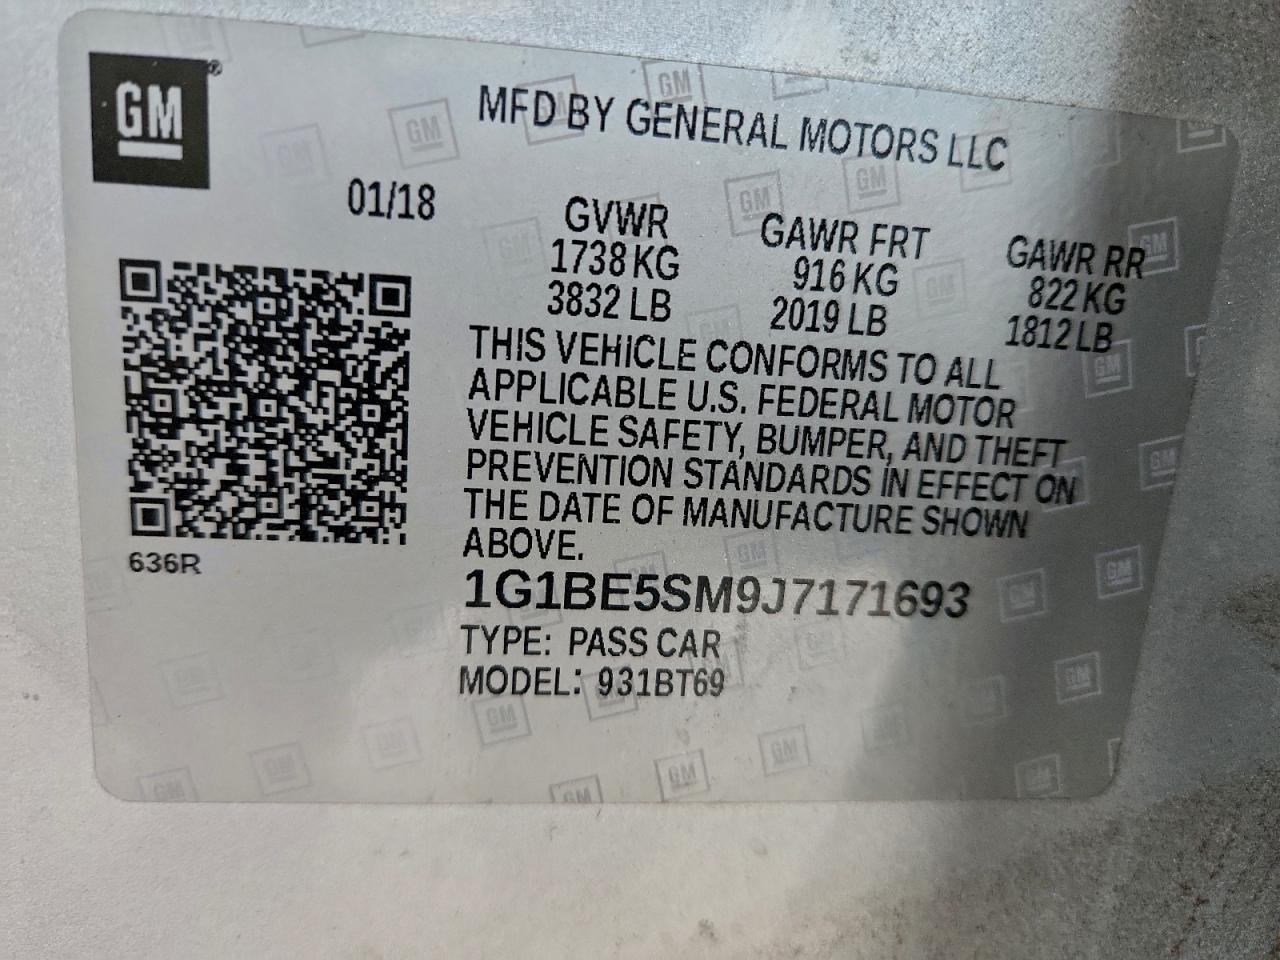 GM®
MFD BY GENERAL MOTORS LLC
01/18
GVWR
1738 KG
3832 LB
GAWR FRT
916 KG
2019 LB
GAWR RR
822 KG
1812 LB
THIS VEHICLE CONFORMS TO ALL
APPLICABLE U.S. FEDERAL MOTOR
VEHICLE SAFETY, BUMPER, AND THEFT
PREVENTION STANDARDS IN EFFECT ON
THE DATE OF MANUFACTURE SHOWN
ABOVE.
636R
1G1BE5SM9J7171693
TYPE: PASS CAR
MODEL: 931BT69